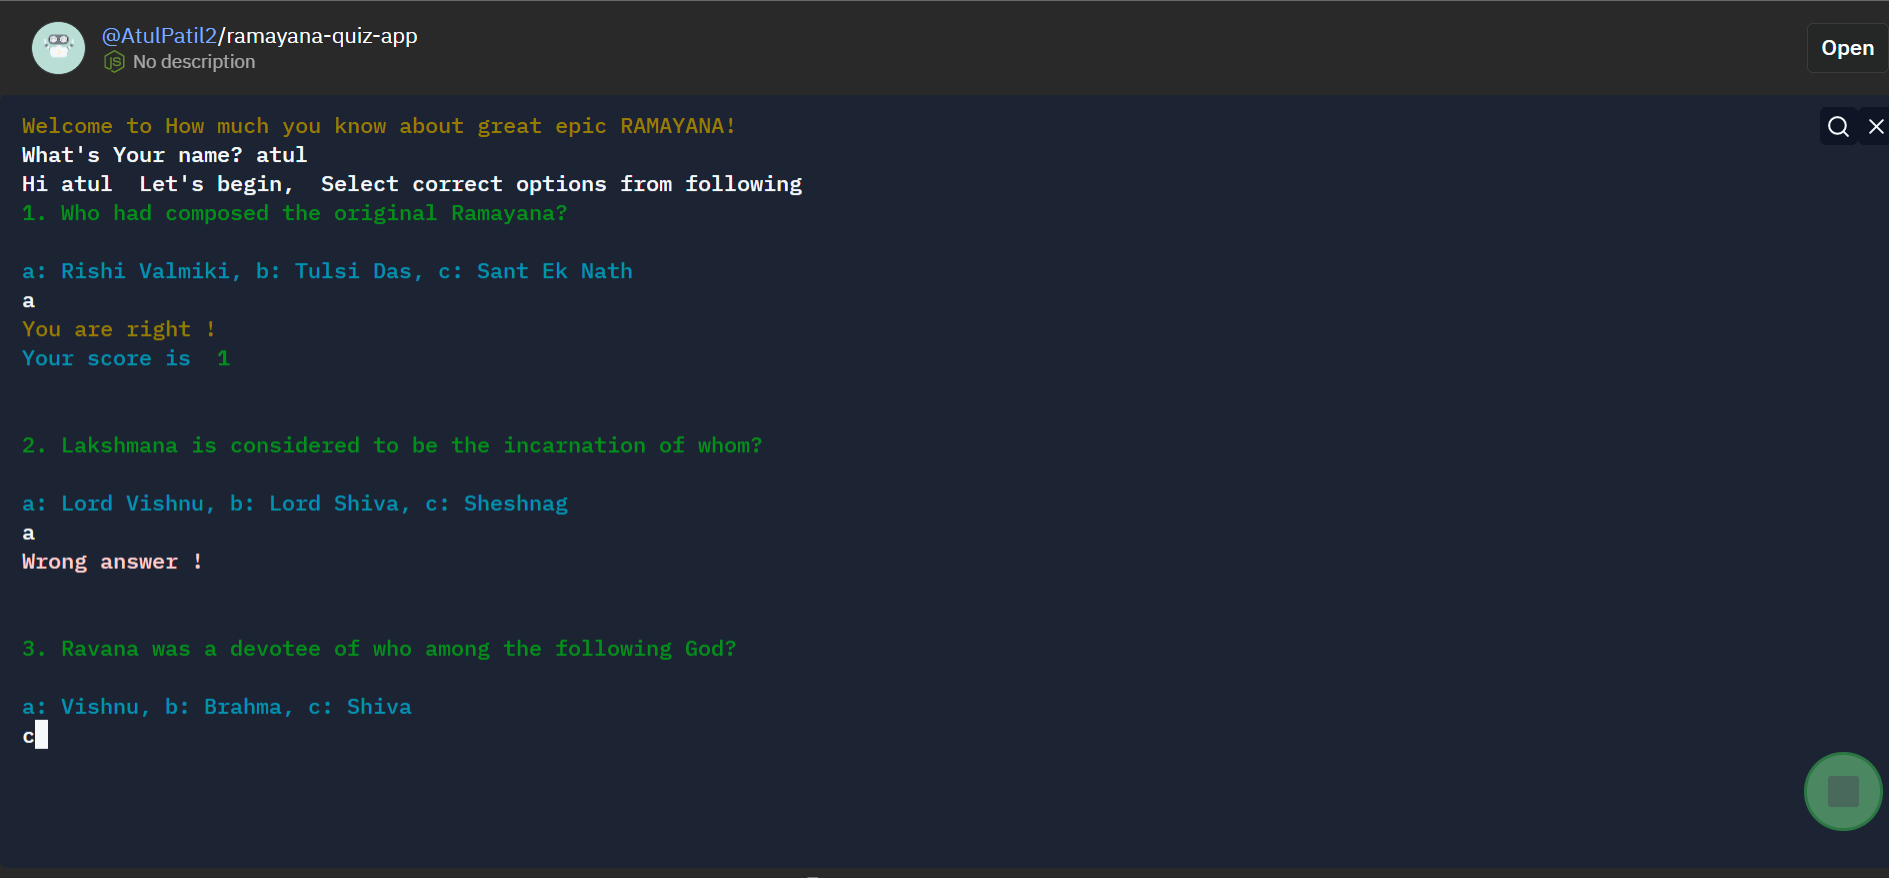 @AtulPatil2/ramayana-quiz-app
JS No description
Open
Welcome to How much you know about great epic RAMAYANA!
What's Your name? atul
Hi atul  Let's begin,  Select correct options from following
1. Who had composed the original Ramayana?
a: Rishi Valmiki, b: Tulsi Das, c: Sant Ek Nath
a
You are right !
Your score is  1
2. Lakshmana is considered to be the incarnation of whom?
a: Lord Vishnu, b: Lord Shiva, c: Sheshnag
a
Wrong answer !
3. Ravana was a devotee of who among the following God?
a: Vishnu, b: Brahma, c: Shiva
c